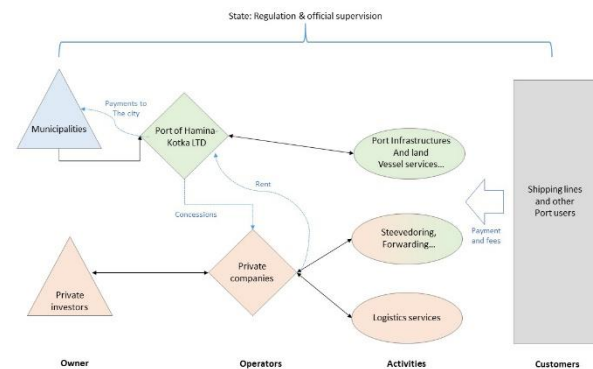 State: Regulation & official supervision
Payments to
The city
Municipalities
Port of Hamina-
Kotka LTD
Port Infrastructures
And land
Vessel services...
Rent
Shipping lines
and other
Port users
Concessions
Steevedoring,
Forwarding...
Payment
and fees
Private
companies
Private
investors
Logistics services
Owner
Operators
Activities
Customers